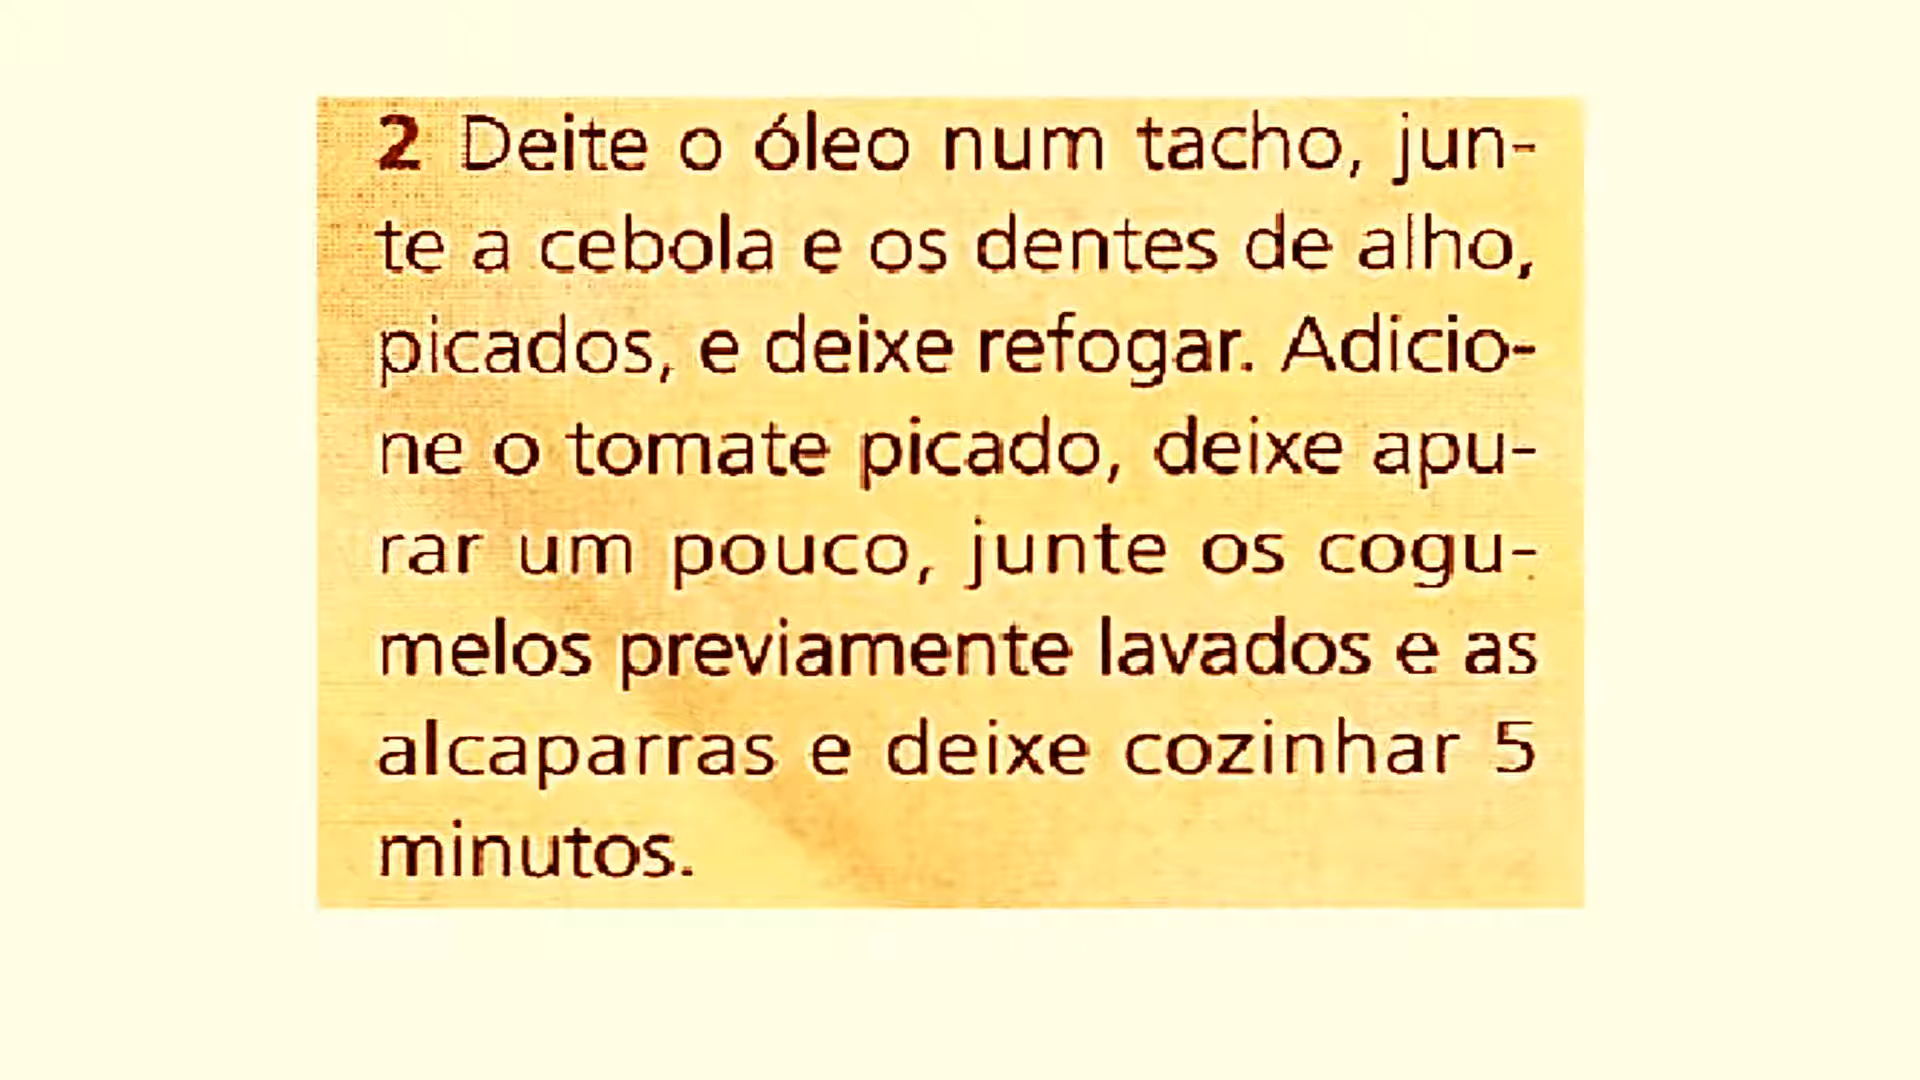 2 Deite o óleo num tacho, jun-
te a cebola e os dentes de alho,
picados, e deixe refogar. Adicio-
ne o tomate picado, deixe apu-
rar um pouco, junte os cogu-
melos previamente lavados e as
alcaparras e deixe cozinhar 5
minutos.